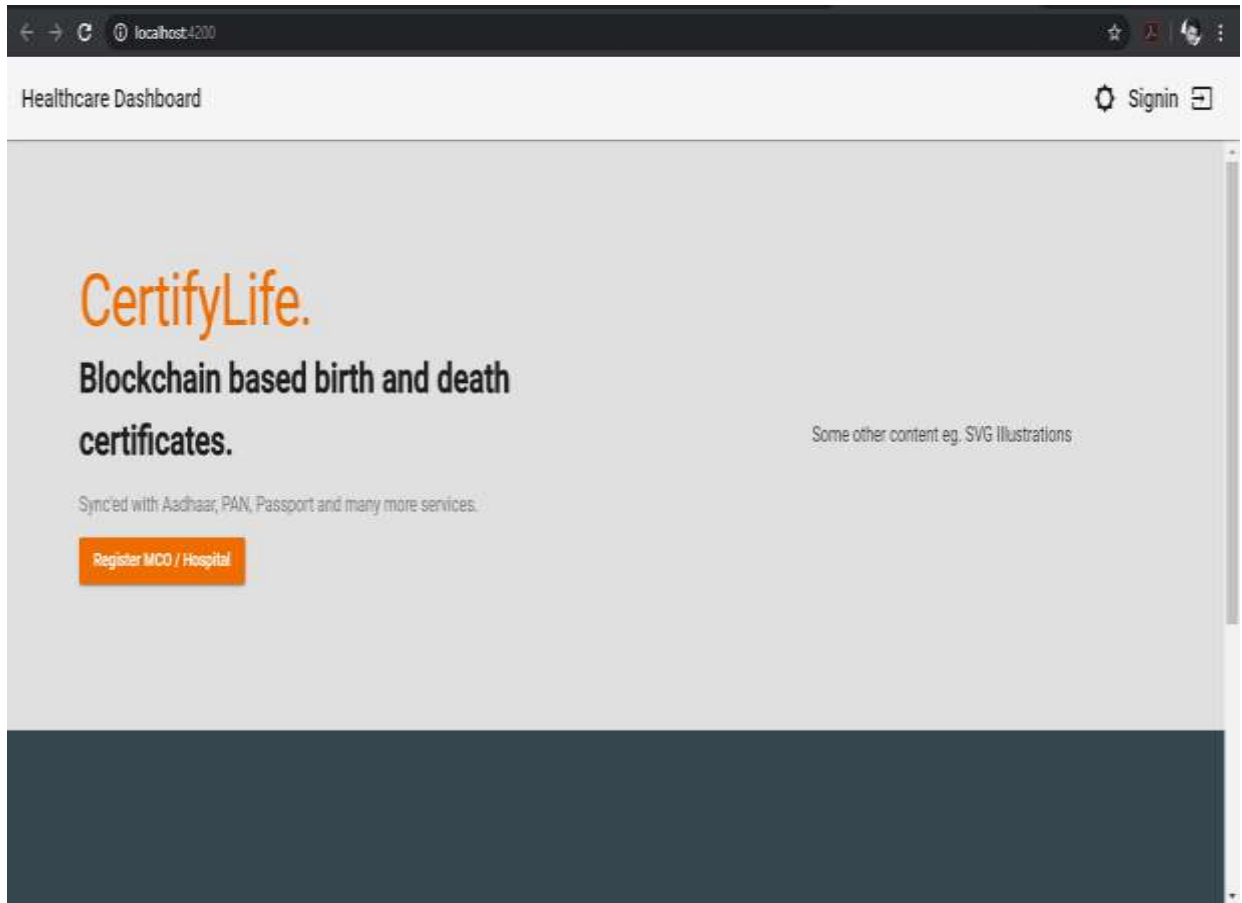 localhost:4200
Healthcare Dashboard
Signin
CertifyLife.
Blockchain based birth and death
certificates.
Some other content eg. SVG Illustrations
Sync'ed with Aadhaar, PAN, Passport and many more services.
Register MCO / Hospital